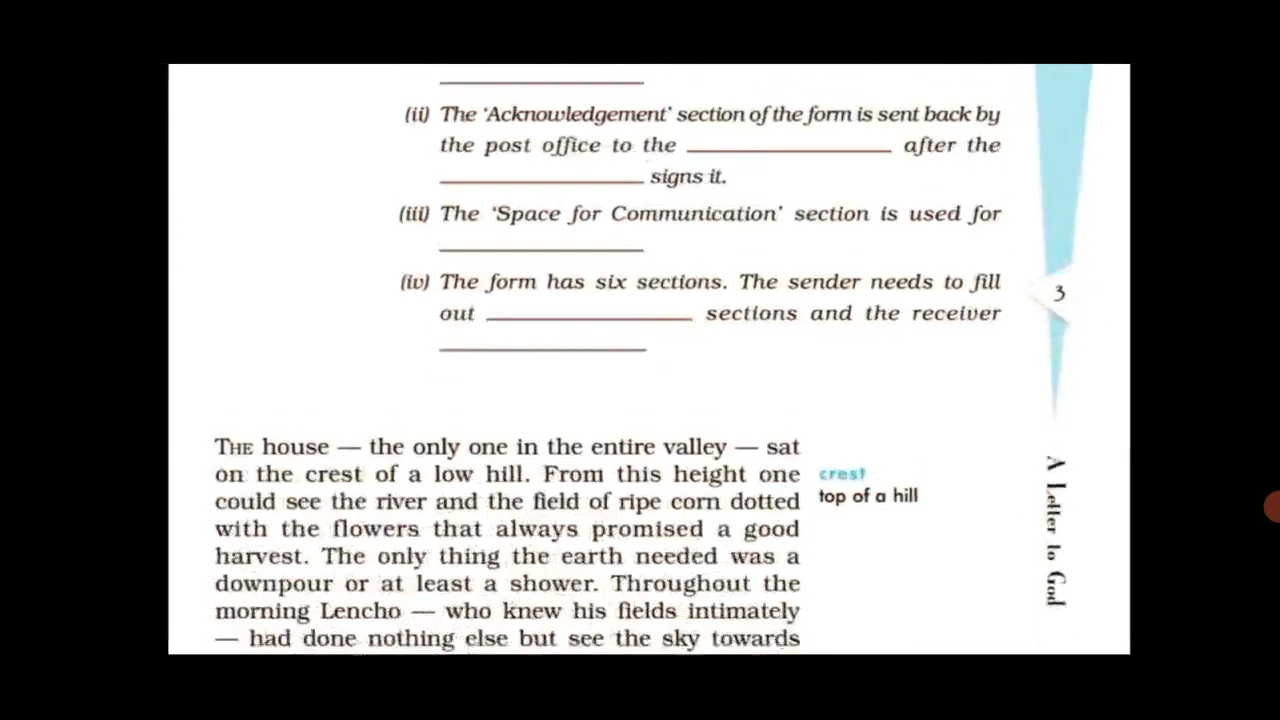 (ii) The 'Acknowledgement' section of the form is sent back by
the post office to the ____________ after the
____________ signs it.
(iii) The 'Space for Communication' section is used for
____________
(iv) The form has six sections. The sender needs to fill
out ____________ sections and the receiver
____________
3
THE house — the only one in the entire valley — sat
on the crest of a low hill. From this height one
could see the river and the field of ripe corn dotted
with the flowers that always promised a good
harvest. The only thing the earth needed was a
downpour or at least a shower. Throughout the
morning Lencho — who knew his fields intimately
— had done nothing else but see the sky towards
crest
top of a hill
A Letter to God